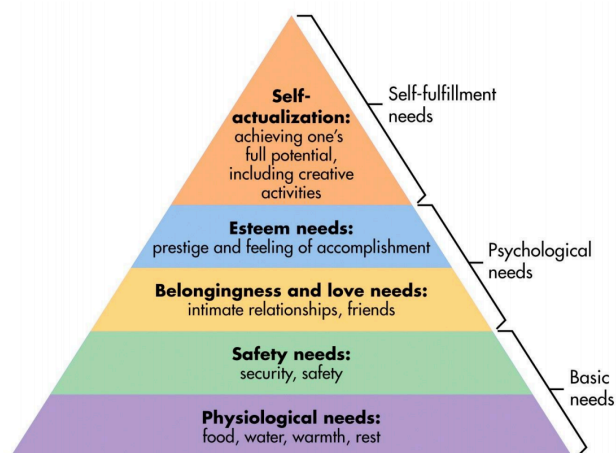 Self-
actualization:
achieving one's
full potential,
including creative
activities
Self-fulfillment
needs
Esteem needs:
prestige and feeling of accomplishment
Psychological
needs
Belongingness and love needs:
intimate relationships, friends
Safety needs:
security, safety
Basic
needs
Physiological needs:
food, water, warmth, rest